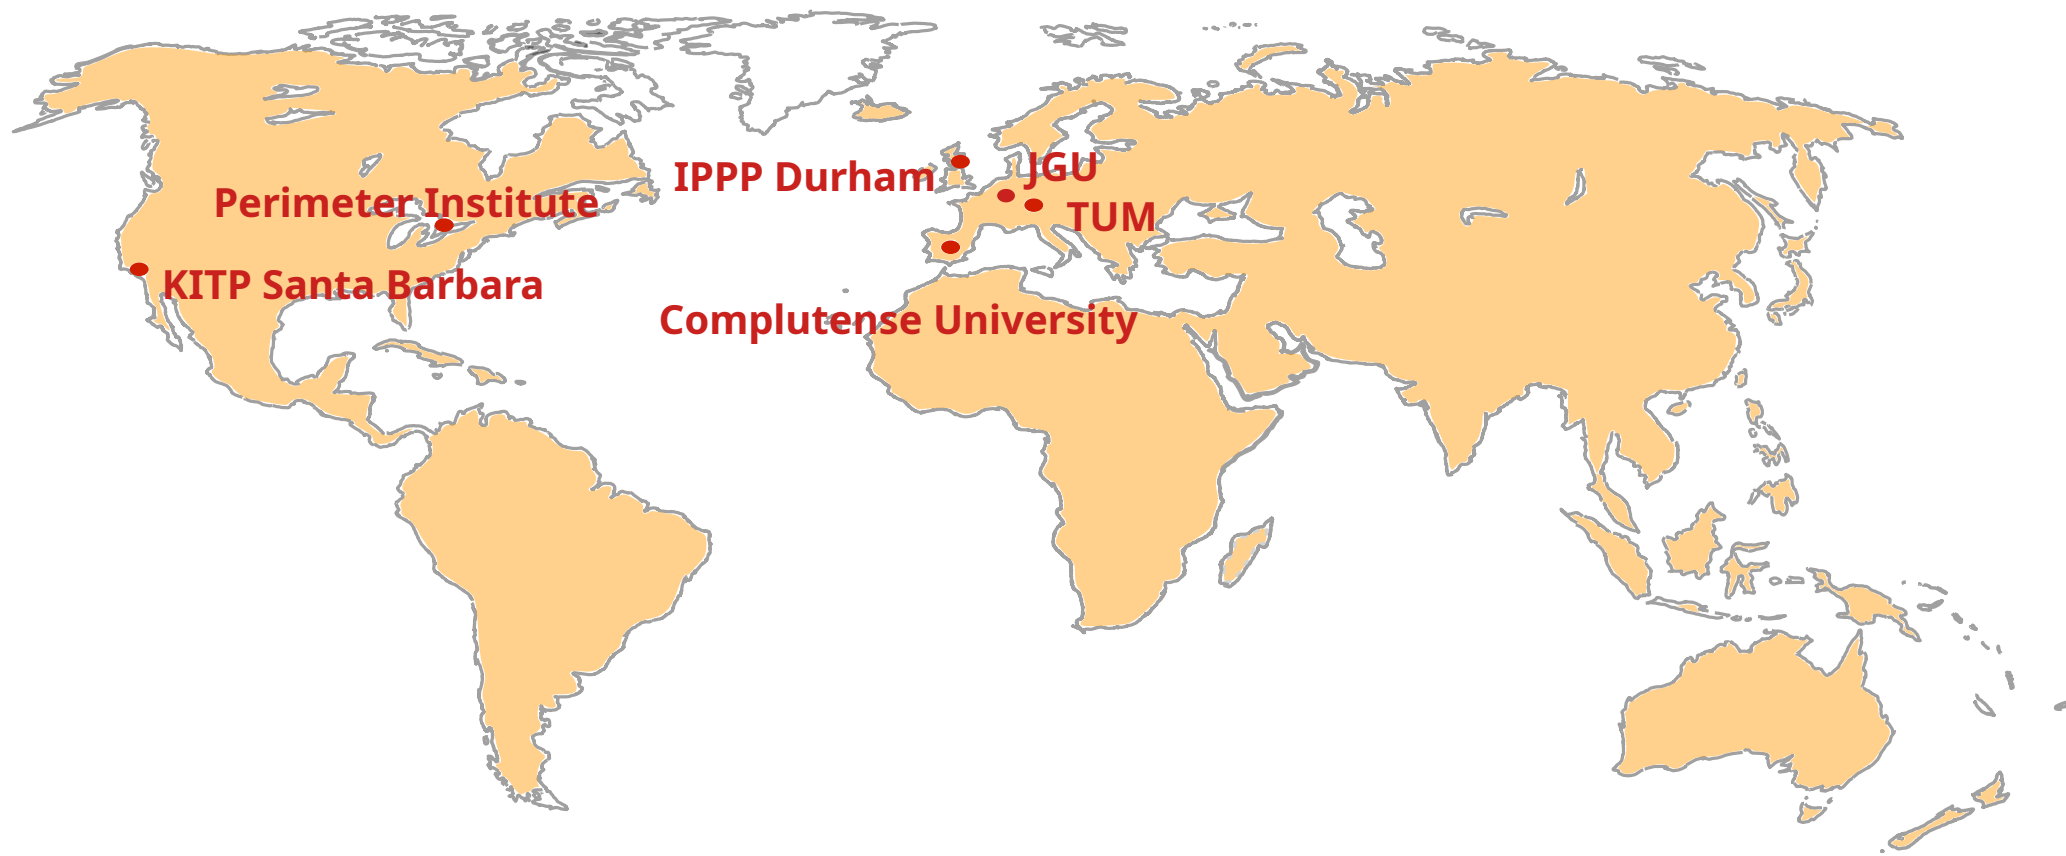 JGU
IPPP Durham
Perimeter Institute
TUM
KITP Santa Barbara
Complutense University